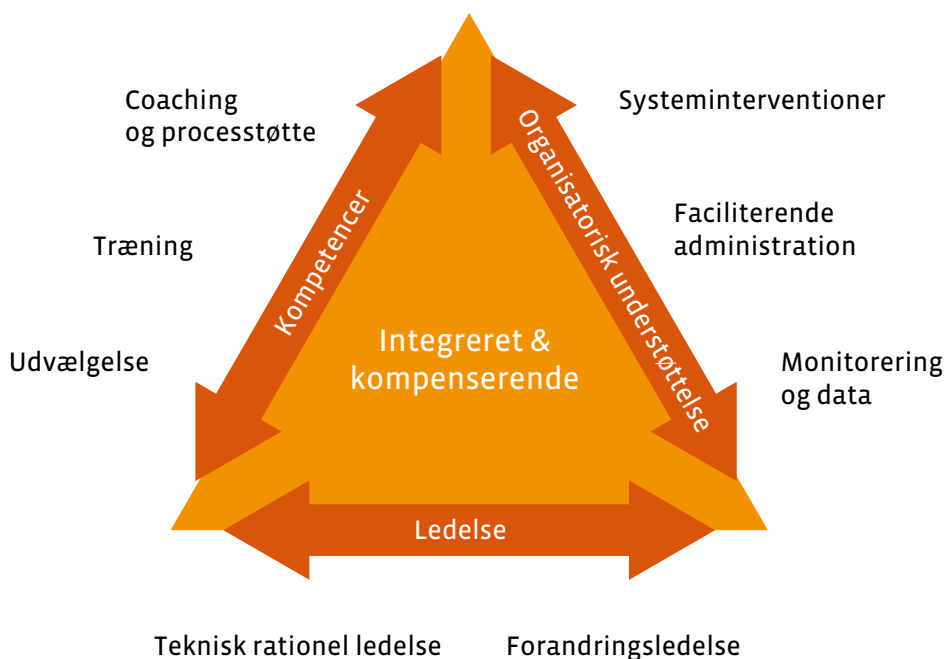 Coaching
og processtøtte
Systeminterventioner
Træning
Faciliterende
administration
Udvælgelse
Monitorering
og data
Kompetencer
Organisatorisk understøttelse
Integreret &
kompenserende
Ledelse
Teknisk rationel ledelse
Forandringsledelse